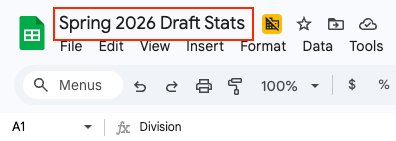 Spring 2026 Draft Stats
File Edit View Insert Format Data Tools
Menus 100% $ %
A1 fx Division